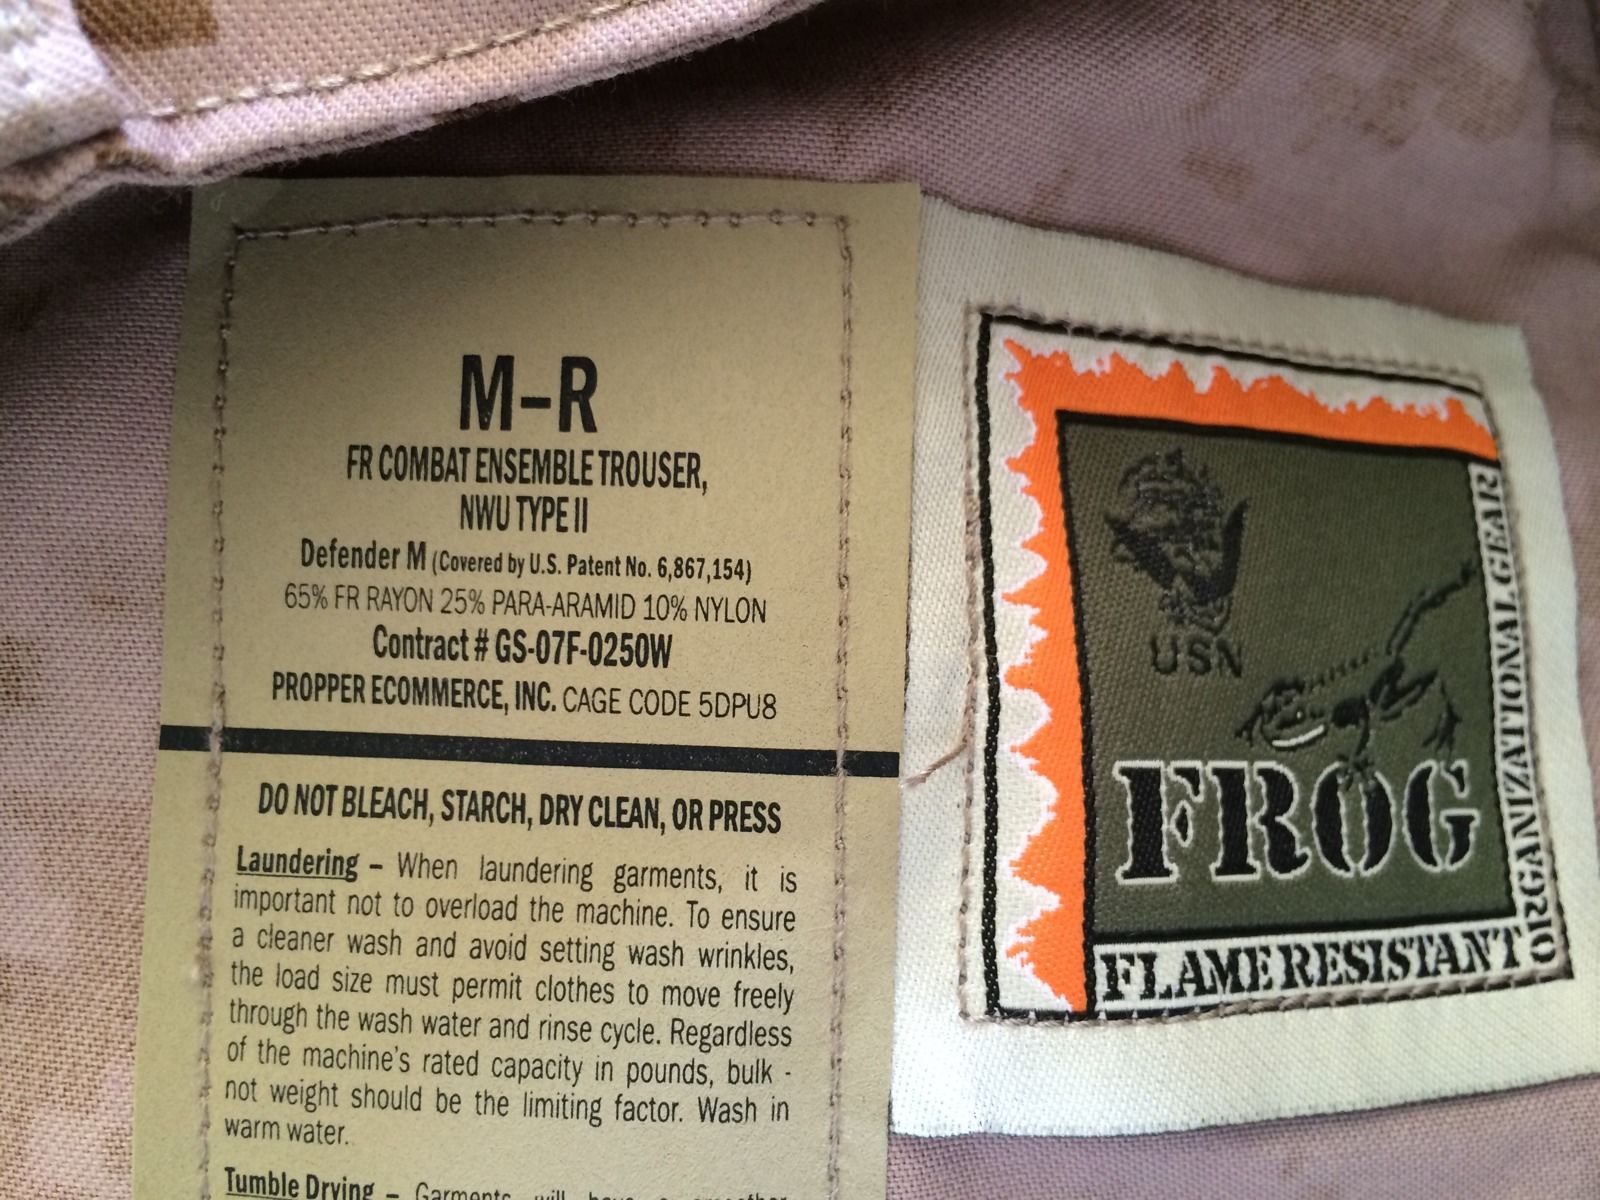 M-R
FR COMBAT ENSEMBLE TROUSER,
NWU TYPE II
Defender M (Covered by U.S. Patent No. 6,867,154)
65% FR RAYON 25% PARA-ARAMID 10% NYLON
Contract # GS-07F-0250W
PROPPER ECOMMERCE, INC. CAGE CODE 5DPU8
DO NOT BLEACH, STARCH, DRY CLEAN, OR PRESS
Laundering – When laundering garments, it is
important not to overload the machine. To ensure
a cleaner wash and avoid setting wash wrinkles,
the load size must permit clothes to move freely
through the wash water and rinse cycle. Regardless
of the machine's rated capacity in pounds, bulk -
not weight should be the limiting factor. Wash in
warm water.
Tumble Drying – Garments will have a smoother
USN
FROG
FLAME RESISTANT
ORGANIZATIONAL GEAR